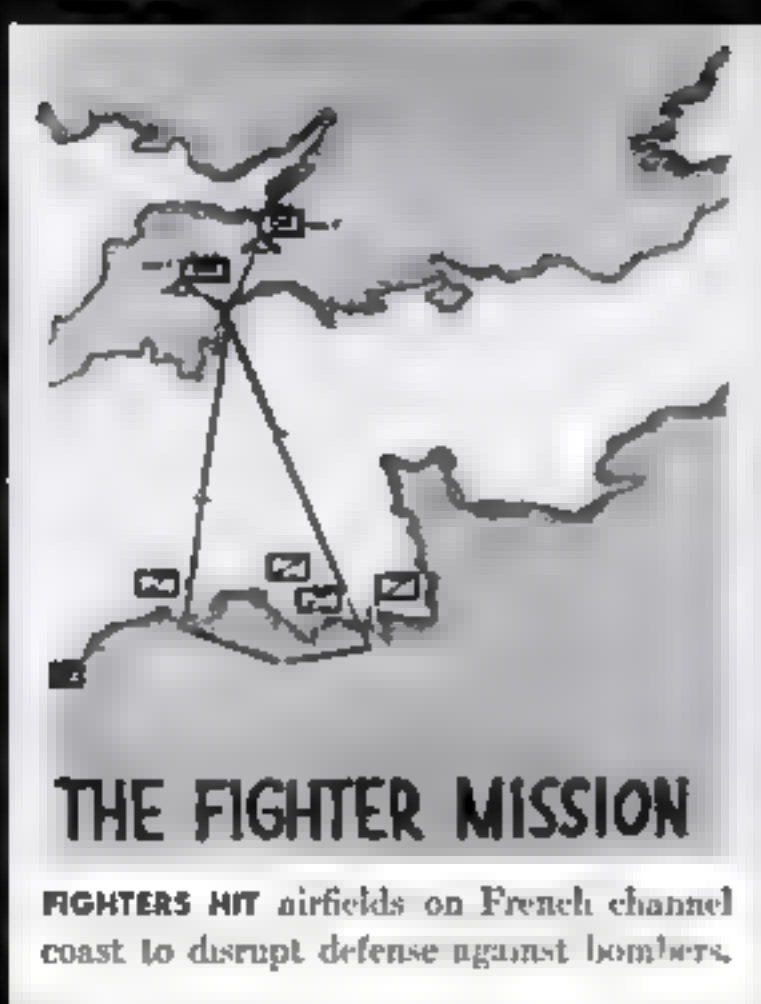 THE FIGHTER MISSION
FIGHTERS HIT airfields on French channel
coast to disrupt defense against bombers.